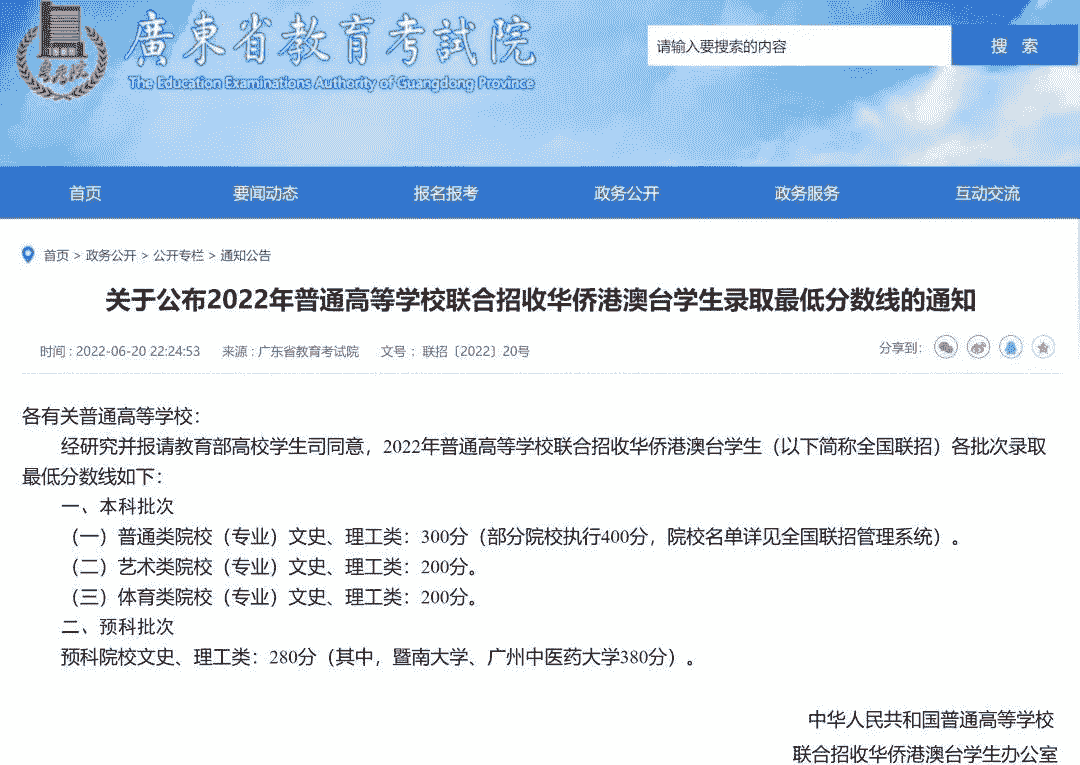 廣東省教育考試院
The Education Examinations Authority of Guangdong Province
请输入要搜索的内容
搜 索
首页 要闻动态 报名报考 政务公开 政务服务 互动交流
首页 > 政务公开 > 公开专栏 > 通知公告
关于公布2022年普通高等学校联合招收华侨港澳台学生录取最低分数线的通知
时间 : 2022-06-20 22:24:53 来源 : 广东省教育考试院 文号 : 联招〔2022〕20号 分享到:
各有关普通高等学校：
经研究并报请教育部高校学生司同意，2022年普通高等学校联合招收华侨港澳台学生（以下简称全国联招）各批次录取
最低分数线如下：
一、本科批次
（一）普通类院校（专业）文史、理工类：300分（部分院校执行400分，院校名单详见全国联招管理系统）。
（二）艺术类院校（专业）文史、理工类：200分。
（三）体育类院校（专业）文史、理工类：200分。
二、预科批次
预科院校文史、理工类：280分（其中，暨南大学、广州中医药大学380分）。
中华人民共和国普通高等学校
联合招收华侨港澳台学生办公室